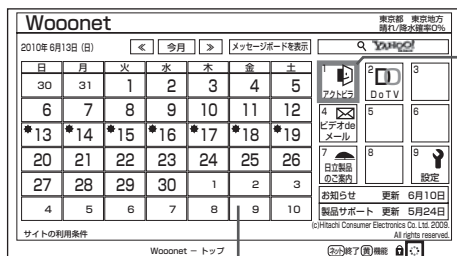 Wooonet
東京都 東京地方
晴れ/降水確率0%
2010年6月13日 (日)
≪ 今月 ≫ メッセージボードを表示
YAHOO!
日 月 火 水 木 金 土
30 31 1 2 3 4 5
6 7 8 9 10 11 12
*13 *14 *15 *16 *17 *18 *19
20 21 22 23 24 25 26
27 28 29 30 1 2 3
4 5 6 7 8 9 10
1 アクトビラ
2 DoTV
3
4 ビデオde
メール
5
6
7 日立製品
のご案内
8
9 設定
お知らせ 更新 6月10日
製品サポート 更新 5月24日
サイトの利用条件
(c)Hitachi Consumer Electronics Co. Ltd. 2009.
All rights reserved.
Wooonet − トップ
ネット終了 黄 機能